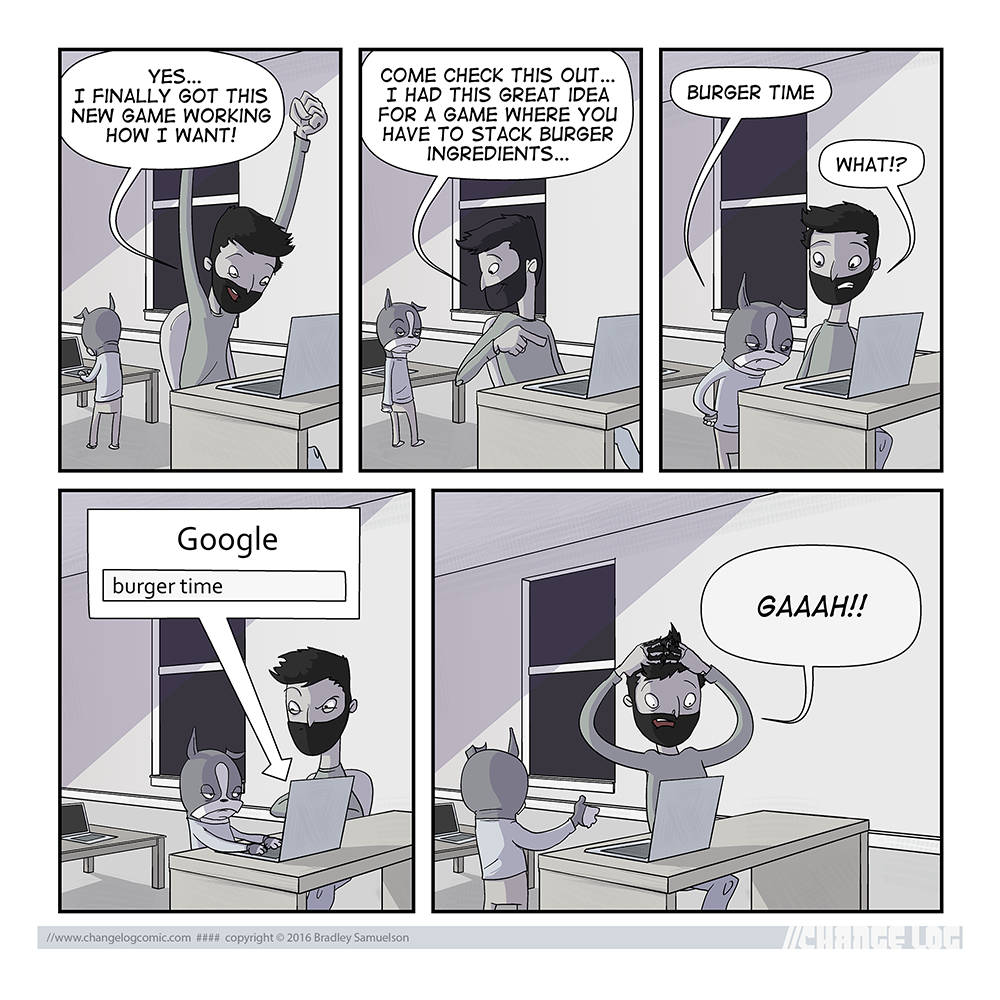 YES...
I FINALLY GOT THIS
NEW GAME WORKING
HOW I WANT!
COME CHECK THIS OUT...
I HAD THIS GREAT IDEA
FOR A GAME WHERE YOU
HAVE TO STACK BURGER
INGREDIENTS...
BURGER TIME
WHAT!?
Google
burger time
GAAAH!!
//www.changelogcomic.com #### copyright © 2016 Bradley Samuelson
//CHANGE LOG